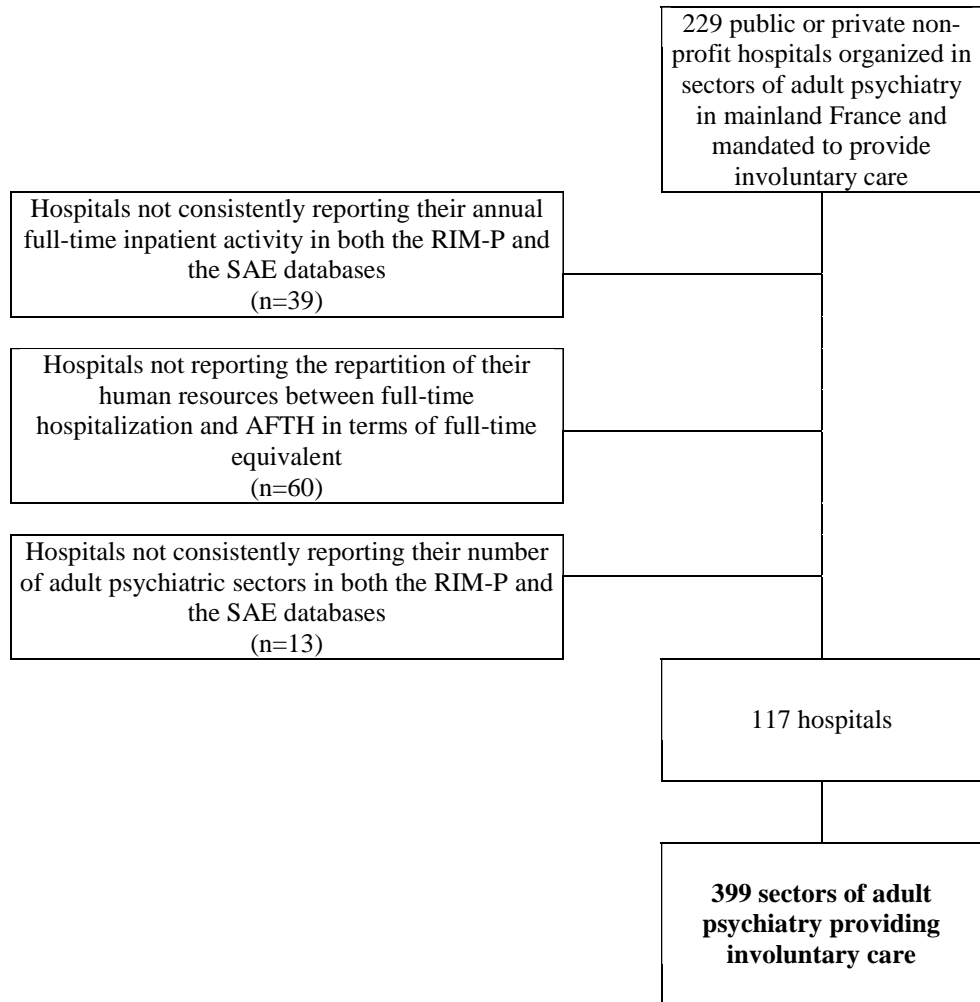 229 public or private non-
profit hospitals organized in
sectors of adult psychiatry
in mainland France and
mandated to provide
involuntary care
Hospitals not consistently reporting their annual
full-time inpatient activity in both the RIM-P and
the SAE databases
(n=39)
Hospitals not reporting the repartition of their
human resources between full-time
hospitalization and AFTH in terms of full-time
equivalent
(n=60)
Hospitals not consistently reporting their number
of adult psychiatric sectors in both the RIM-P and
the SAE databases
(n=13)
117 hospitals
399 sectors of adult
psychiatry providing
involuntary care